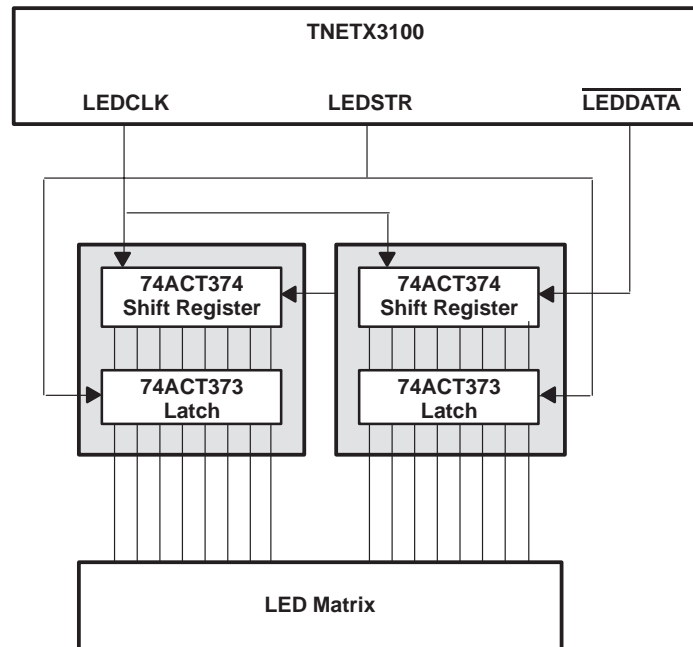 TNETX3100
LEDCLK LEDSTR LEDDATA
74ACT374
Shift Register
74ACT374
Shift Register
74ACT373
Latch
74ACT373
Latch
LED Matrix